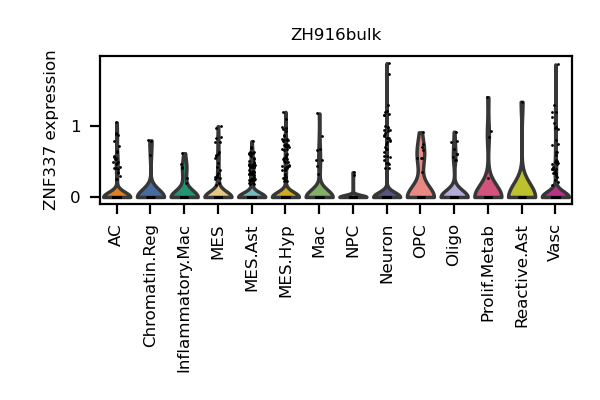 ZH916bulk
ZNF337 expression
1
0
AC
Chromatin.Reg
Inflammatory.Mac
MES
MES.Ast
MES.Hyp
Mac
NPC
Neuron
OPC
Oligo
Prolif.Metab
Reactive.Ast
Vasc